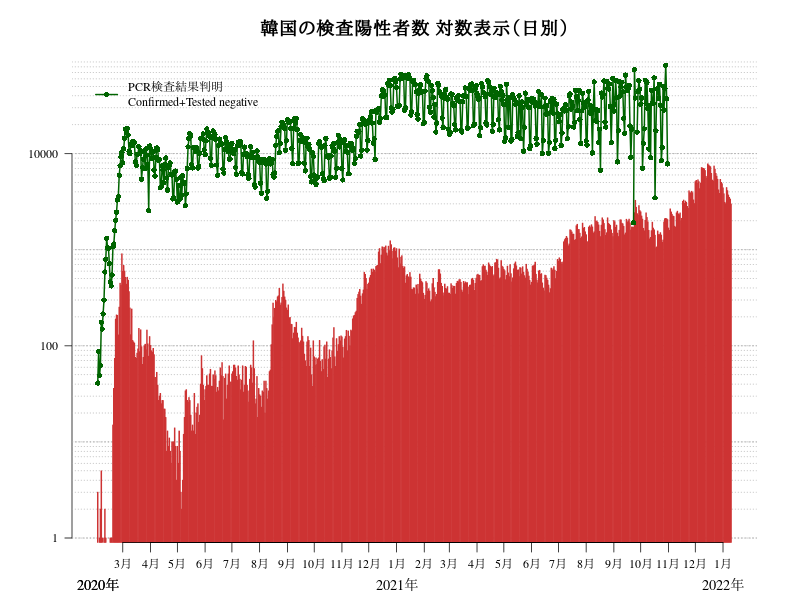 韓国の検査陽性者数 対数表示(日別)
PCR検査結果判明
Confirmed+Tested negative
10000
100
1
3月 4月 5月 6月 7月 8月 9月 10月 11月 12月 1月 2月 3月 4月 5月 6月 7月 8月 9月 10月 11月 12月 1月
2020年 2021年 2022年